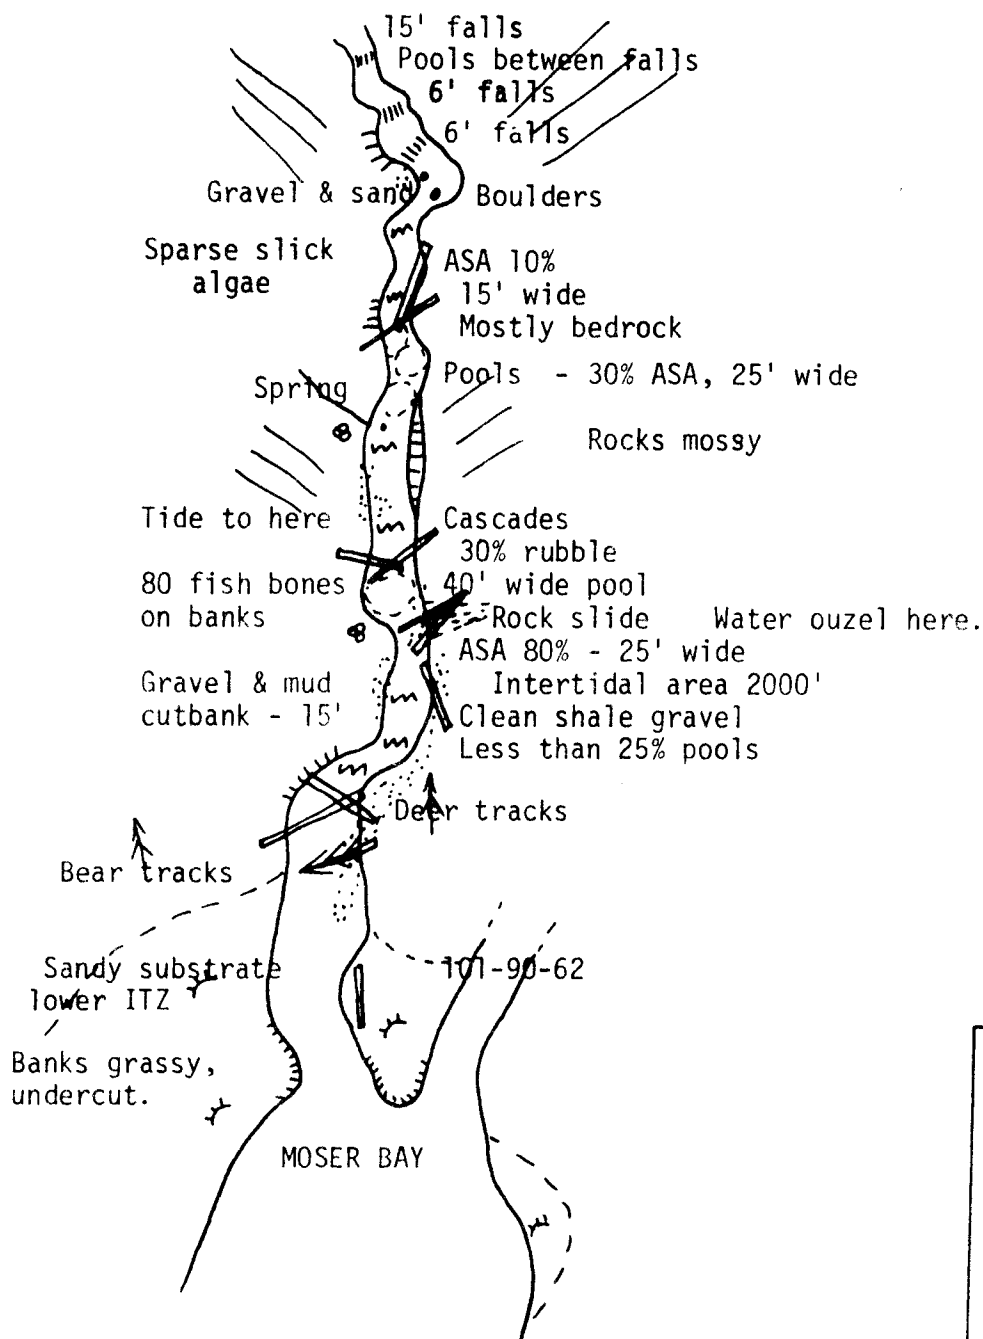 15' falls
Pools between falls
6' falls
6' falls
Gravel & sand
Boulders
Sparse slick
algae
ASA 10%
15' wide
Mostly bedrock
Pools - 30% ASA, 25' wide
Spring
Rocks mossy
Tide to here
Cascades
30% rubble
80 fish bones
on banks
40' wide pool
Rock slide
Water ouzel here.
ASA 80% - 25' wide
Gravel & mud
cutbank - 15'
Intertidal area 2000'
Clean shale gravel
Less than 25% pools
Deer tracks
Bear tracks
Sandy substrate
lower ITZ
101-90-62
Banks grassy,
undercut.
MOSER BAY